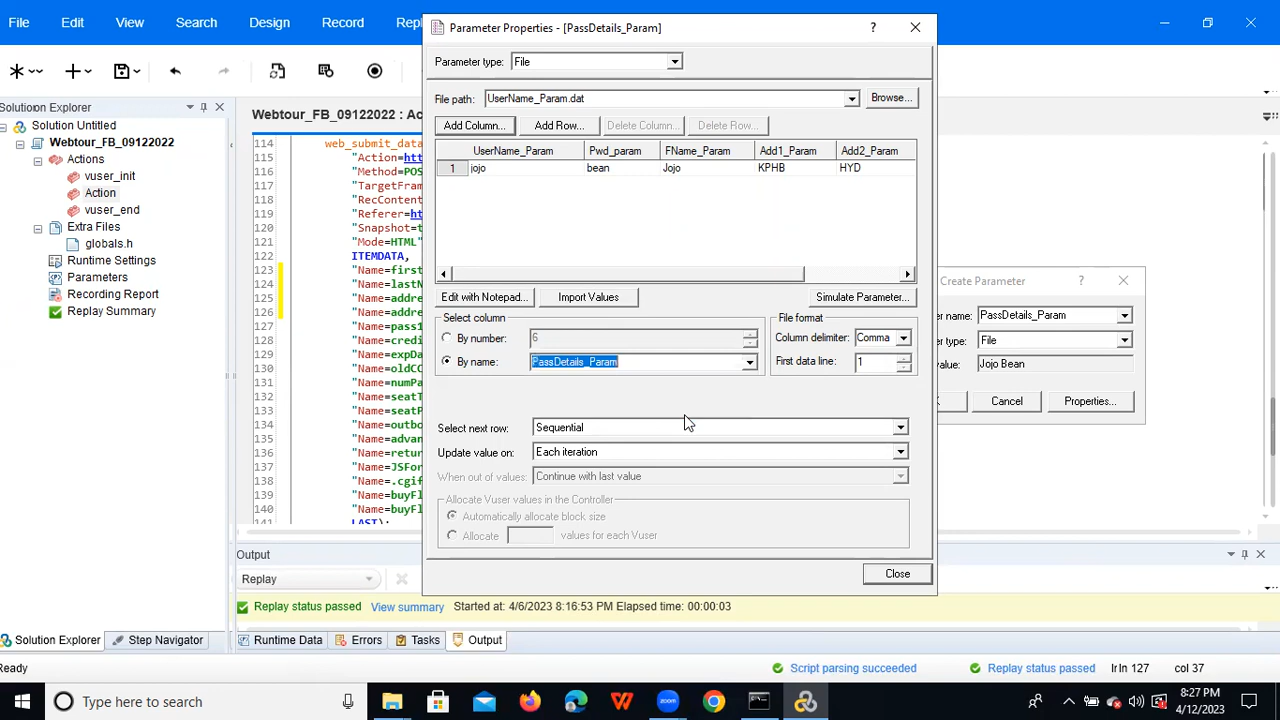 File Edit View Search Design Record Rep
Parameter Properties - [PassDetails_Param]
?
Parameter type: File
File path: UserName_Param.dat Browse...
Add Column... Add Row... Delete Column... Delete Row...
UserName_Param Pwd_param FName_Param Add1_Param Add2_Param
1 jojo bean Jojo KPHB HYD
Edit with Notepad... Import Values Simulate Parameter...
Select column
By number: 6
By name: PassDetails_Param
File format
Column delimiter: Comma
First data line: 1
Select next row: Sequential
Update value on: Each iteration
When out of values: Continue with last value
Allocate Vuser values in the Controller
Automatically allocate block size
Allocate values for each Vuser
Close
Solution Explorer
Solution Untitled
Webtour_FB_09122022
Actions
vuser_init
Action
vuser_end
Extra Files
globals.h
Runtime Settings
Parameters
Recording Report
Replay Summary
Webtour_FB_09122022 : Ac
114 web_submit_data
115 "Action=ht
116 "Method=POS
117 "TargetFram
118 "RecContent
119 "Referer=ht
120 "Snapshot=t
121 "Mode=HTML"
122 ITEMDATA,
123 "Name=first
124 "Name=lastN
125 "Name=addre
126 "Name=addre
127 "Name=pass1
128 "Name=credi
129 "Name=expDa
130 "Name=oldCC
131 "Name=numPa
132 "Name=seatT
133 "Name=seatP
134 "Name=outbo
135 "Name=advan
136 "Name=retur
137 "Name=JSFor
138 "Name=.cgif
139 "Name=buyFl
140 "Name=buyFl
141 LAST);
Create Parameter ?
er name: PassDetails_Param
er type: File
value: Jojo Bean
K Cancel Properties...
Output
Replay
Replay status passed View summary Started at: 4/6/2023 8:16:53 PM Elapsed time: 00:00:03
Solution Explorer Step Navigator Runtime Data Errors Tasks Output
Ready Script parsing succeeded Replay status passed Ln 127 col 37
Type here to search
zoom
8:27 PM
4/12/2023